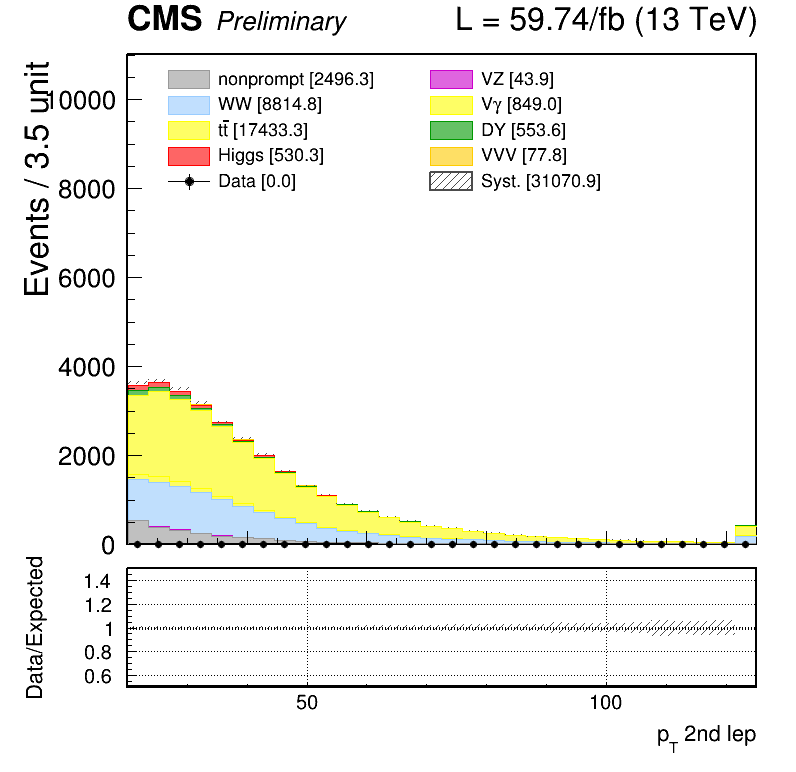 CMS Preliminary L = 59.74/fb (13 TeV)
Events / 3.5 unit
nonprompt [2496.3] VZ [43.9]
WW [8814.8] Vγ [849.0]
tt̅ [17433.3] DY [553.6]
Higgs [530.3] VVV [77.8]
Data [0.0] Syst. [31070.9]
10000
8000
6000
4000
2000
0
Data/Expected
1.4
1.2
1
0.8
0.6
50 100
p_T 2nd lep